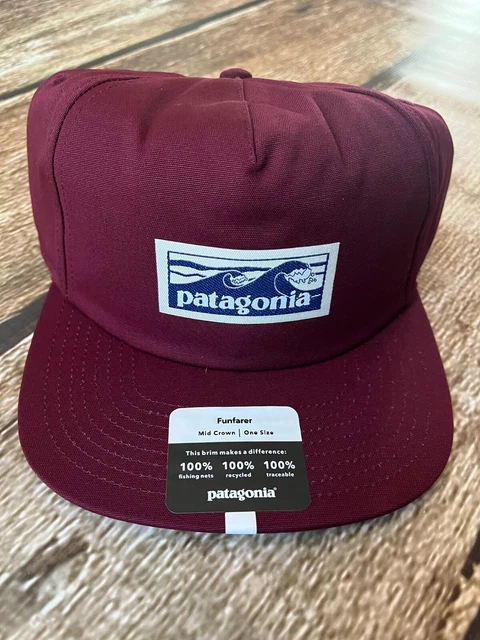 patagonia
Funfarer
Mid Crown | One Size
This brim makes a difference:
100% 100% 100%
fishing nets recycled traceable
patagonia®